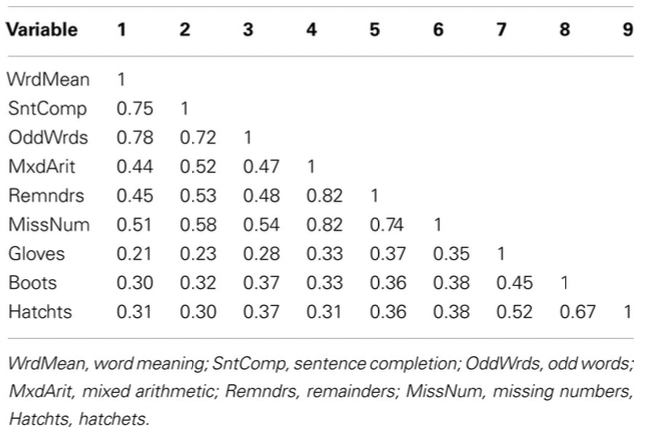 Variable 1 2 3 4 5 6 7 8 9
WrdMean 1
SntComp 0.75 1
OddWrds 0.78 0.72 1
MxdArit 0.44 0.52 0.47 1
Remndrs 0.45 0.53 0.48 0.82 1
MissNum 0.51 0.58 0.54 0.82 0.74 1
Gloves 0.21 0.23 0.28 0.33 0.37 0.35 1
Boots 0.30 0.32 0.37 0.33 0.36 0.38 0.45 1
Hatchts 0.31 0.30 0.37 0.31 0.36 0.38 0.52 0.67 1
WrdMean, word meaning; SntComp, sentence completion; OddWrds, odd words;
MxdArit, mixed arithmetic; Remndrs, remainders; MissNum, missing numbers,
Hatchts, hatchets.